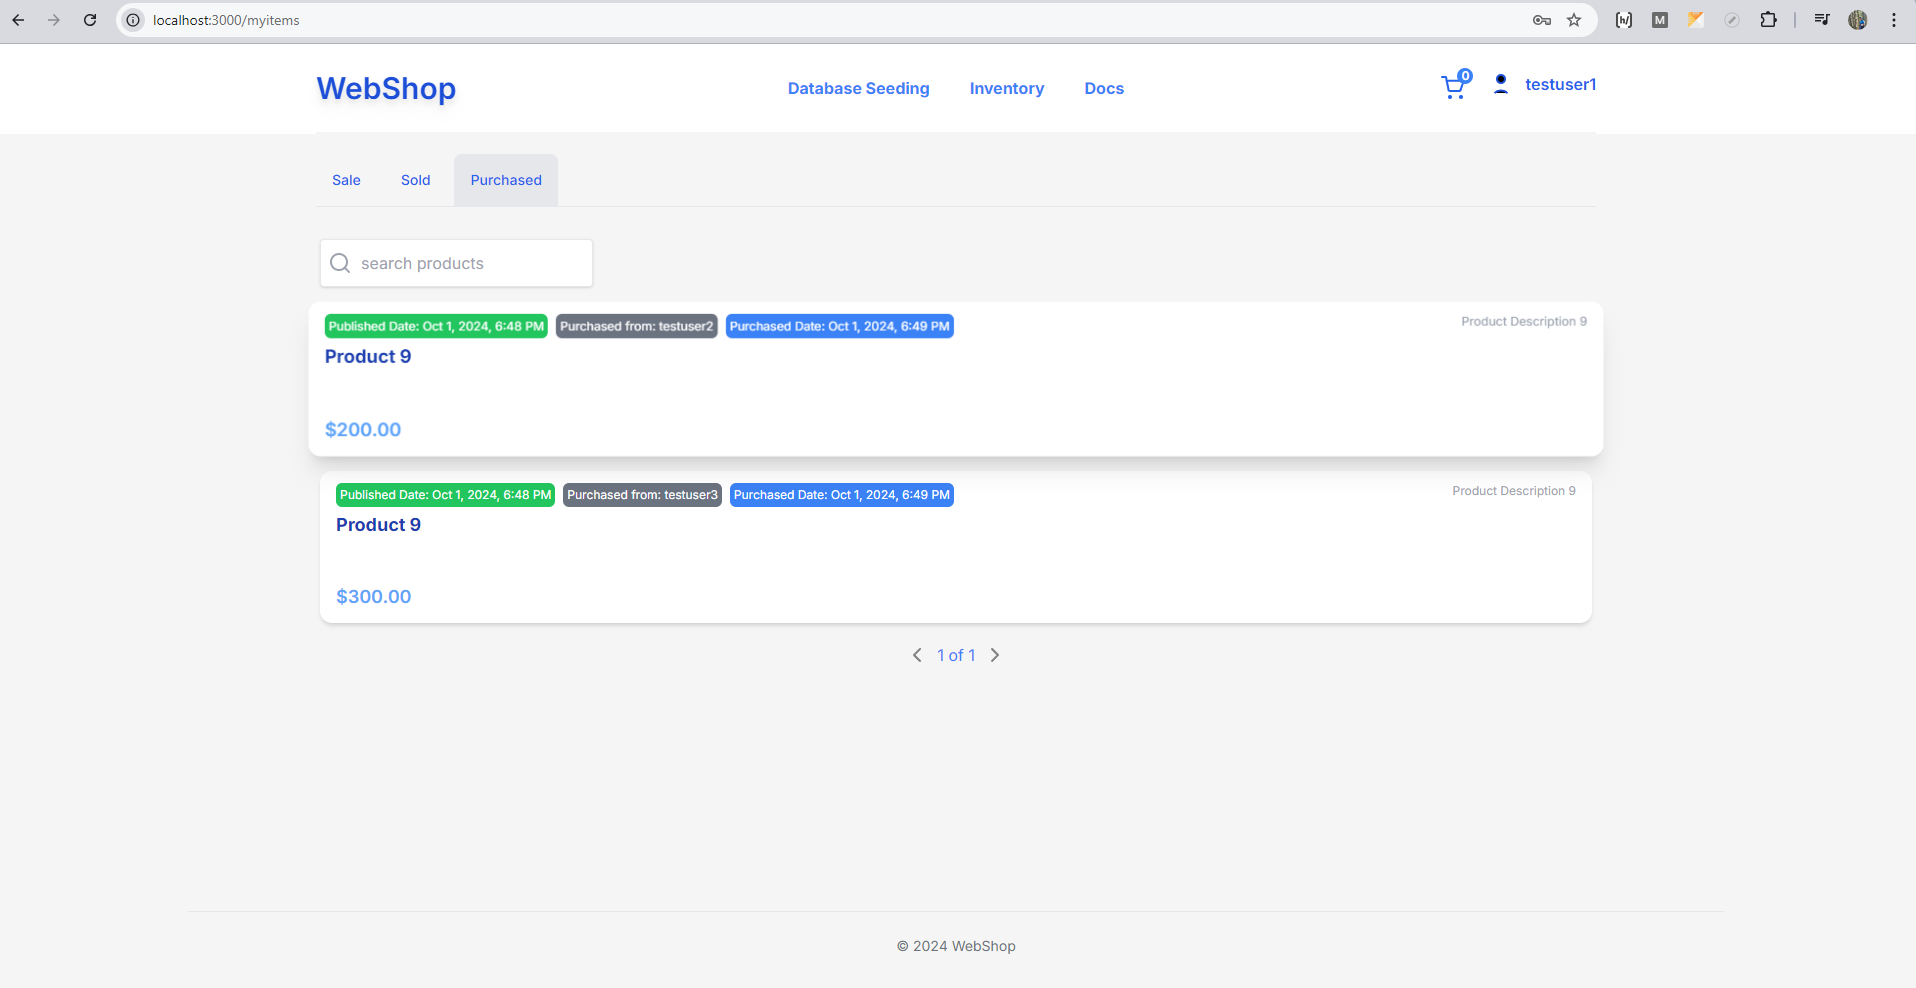 localhost:3000/myitems
WebShop
Database Seeding Inventory Docs
0
testuser1
Sale Sold Purchased
search products
Published Date: Oct 1, 2024, 6:48 PM Purchased from: testuser2 Purchased Date: Oct 1, 2024, 6:49 PM Product Description 9
Product 9
$200.00
Published Date: Oct 1, 2024, 6:48 PM Purchased from: testuser3 Purchased Date: Oct 1, 2024, 6:49 PM Product Description 9
Product 9
$300.00
1 of 1
© 2024 WebShop